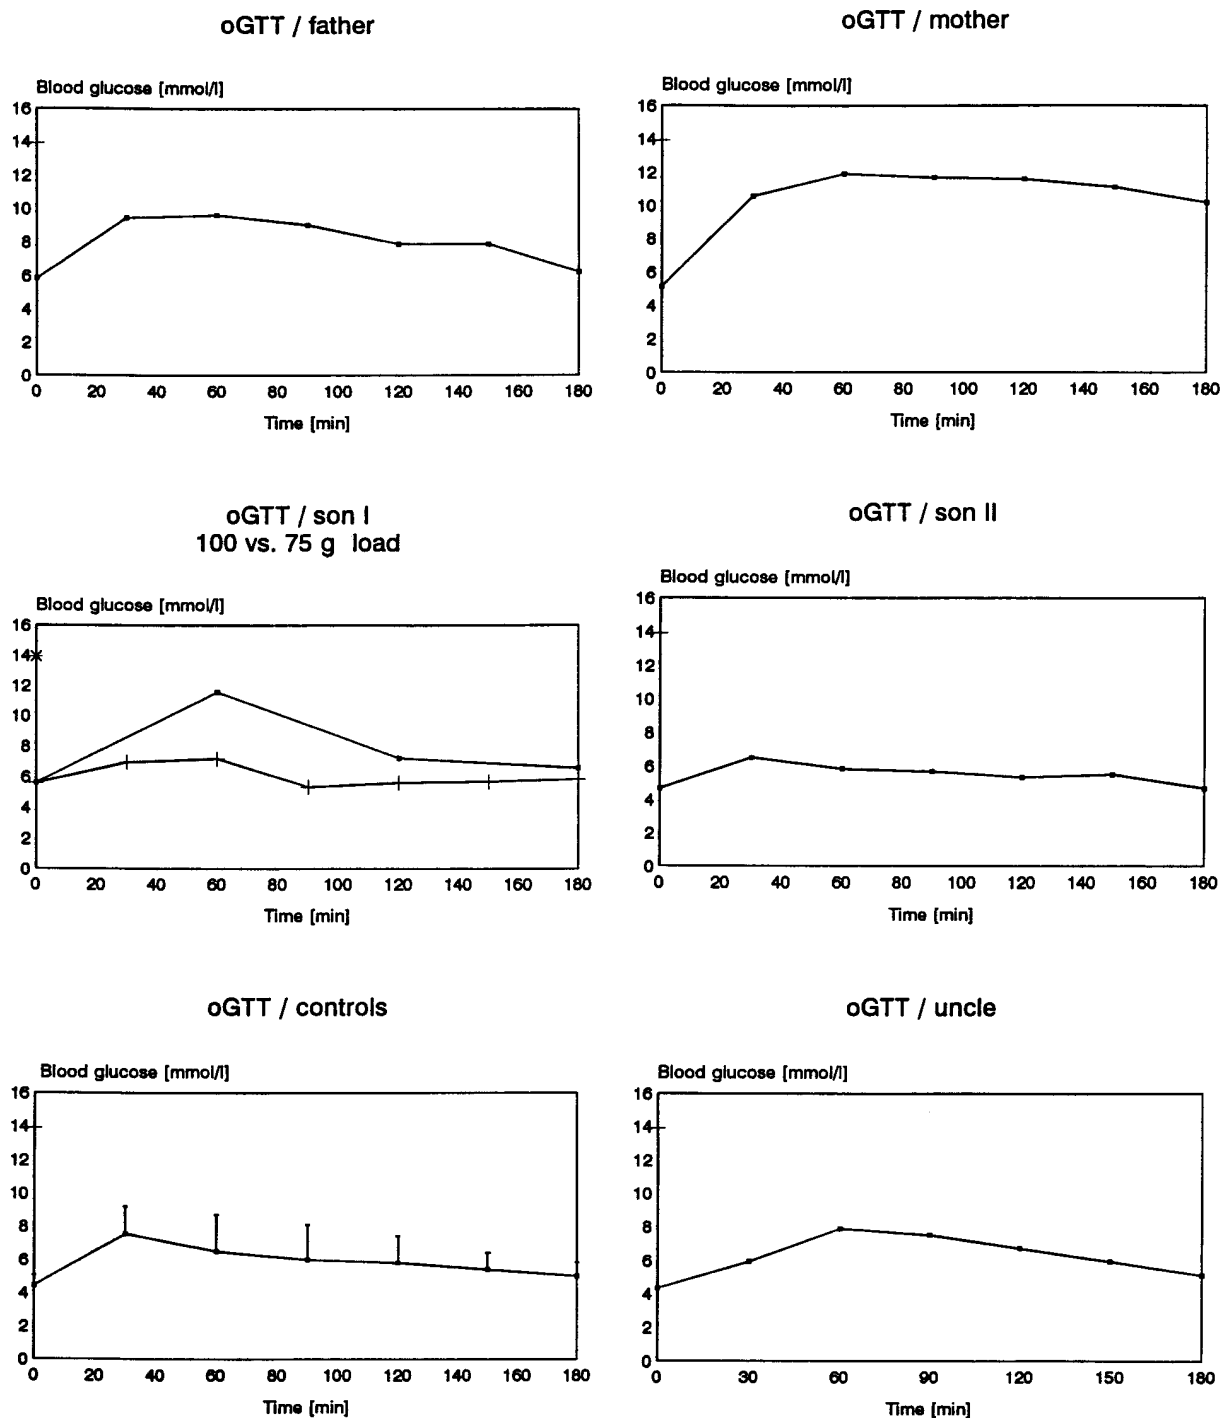 oGTT / father
Blood glucose [mmol/l]
16
14
12
10
8
6
4
2
0
0 20 40 60 80 100 120 140 160 180
Time [min]
oGTT / mother
Blood glucose [mmol/l]
16
14
12
10
8
6
4
2
0
0 20 40 60 80 100 120 140 160 180
Time [min]
oGTT / son I
100 vs. 75 g load
Blood glucose [mmol/l]
16
14
12
10
8
6
4
2
0
0 20 40 60 80 100 120 140 160 180
Time [min]
oGTT / son II
Blood glucose [mmol/l]
16
14
12
10
8
6
4
2
0
0 20 40 60 80 100 120 140 160 180
Time [min]
oGTT / controls
Blood glucose [mmol/l]
16
14
12
10
8
6
4
2
0
0 20 40 60 80 100 120 140 160 180
Time [min]
oGTT / uncle
Blood glucose [mmol/l]
16
14
12
10
8
6
4
2
0
0 30 60 90 120 150 180
Time [min]